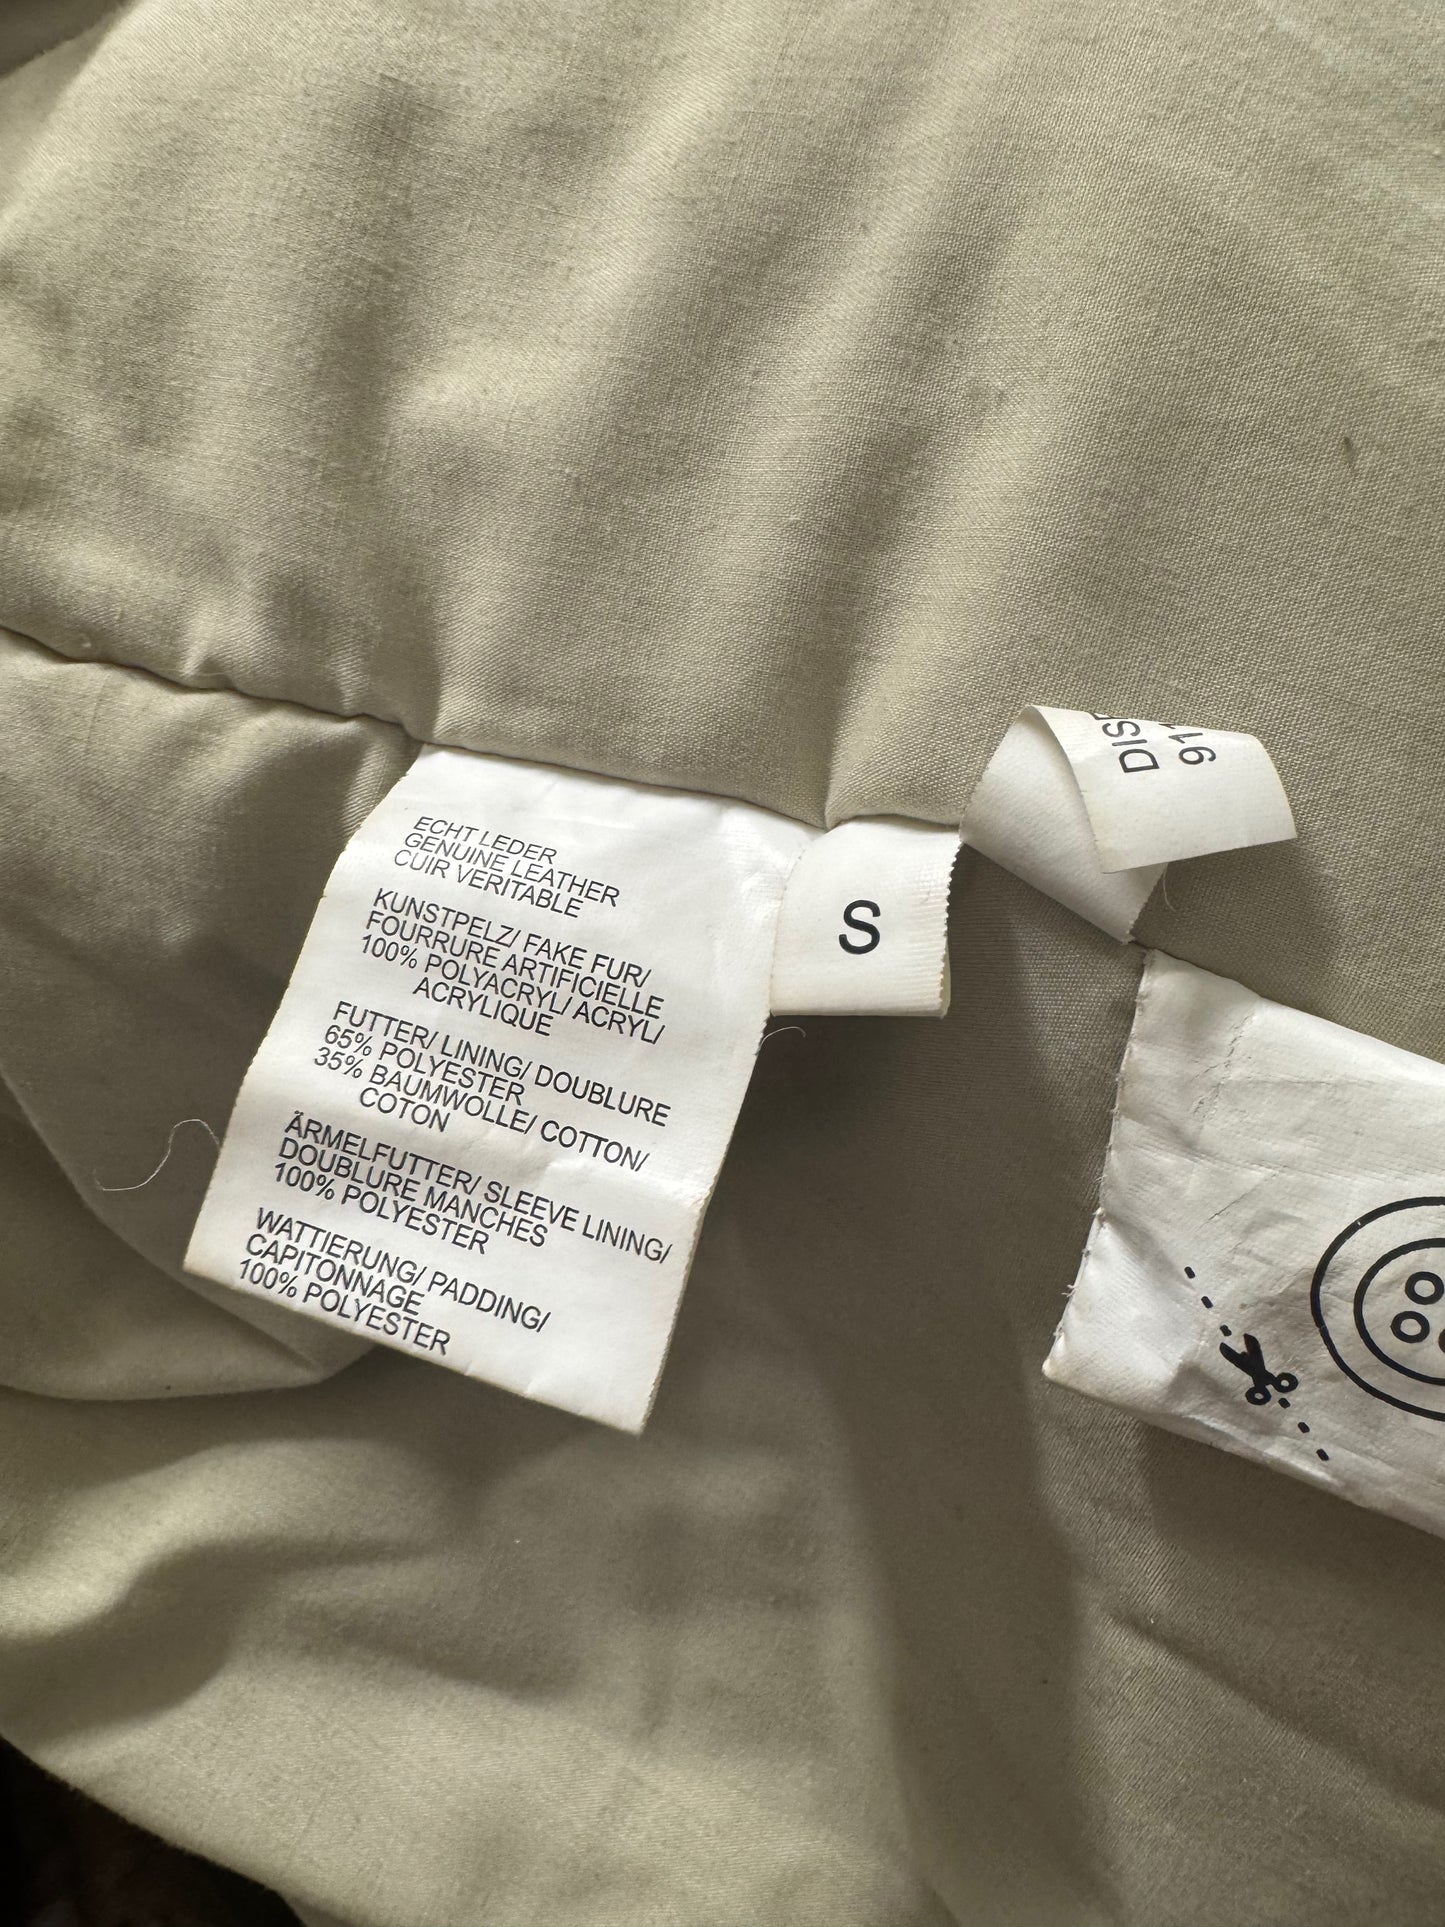 ECHT LEDER
GENUINE LEATHER
CUIR VERITABLE
KUNSTPELZ/ FAKE FUR/
FOURRURE ARTIFICIELLE
100% POLYACRYL/ ACRYL/
ACRYLIQUE
FUTTER/ LINING/ DOUBLURE
65% POLYESTER
35% BAUMWOLLE/ COTTON/
COTON
ÄRMELFUTTER/ SLEEVE LINING/
DOUBLURE MANCHES
100% POLYESTER
WATTIERUNG/ PADDING/
CAPITONNAGE
100% POLYESTER
S